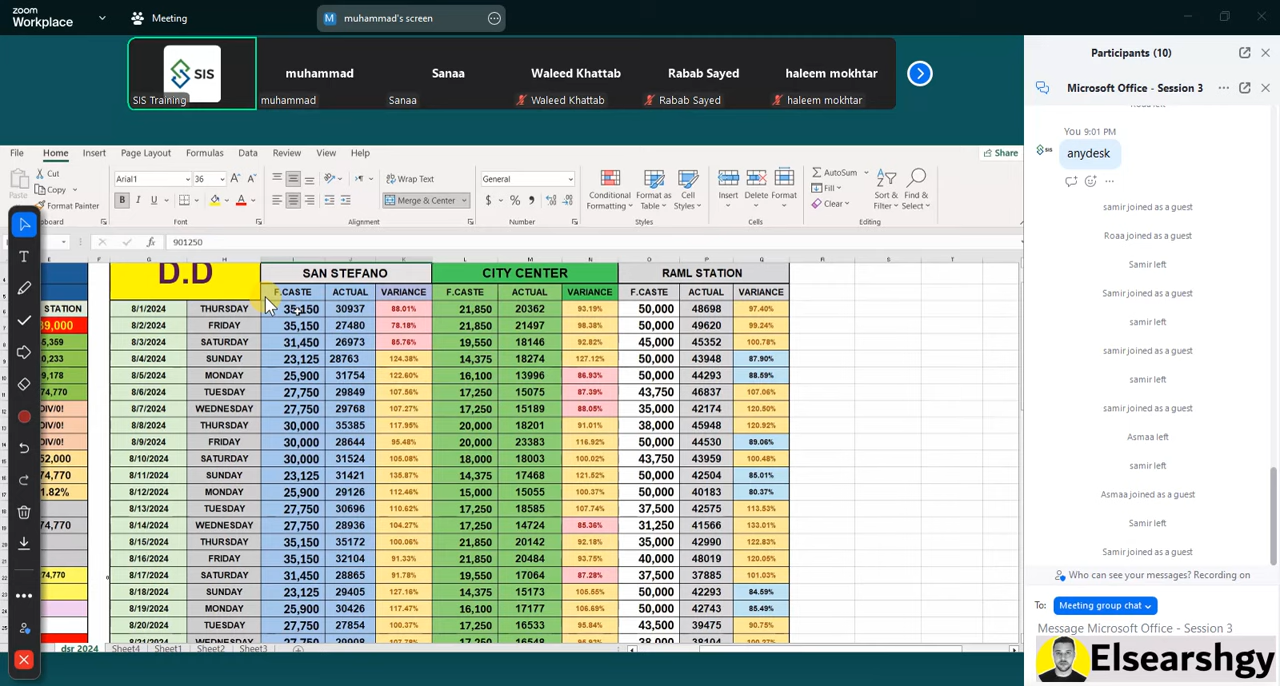 zoom
Workplace
Meeting
M muhammad's screen
SIS
SIS Training
muhammad
muhammad
Sanaa
Sanaa
Waleed Khattab
Waleed Khattab
Rabab Sayed
Rabab Sayed
haleem mokhtar
haleem mokhtar
Participants (10)
Microsoft Office - Session 3
You 9:01 PM
SIS
anydesk
samir joined as a guest
Roaa joined as a guest
Samir left
Samir joined as a guest
samir left
samir joined as a guest
samir left
samir joined as a guest
Asmaa left
samir left
Asmaa joined as a guest
Samir left
Samir joined as a guest
Who can see your messages? Recording on
To: Meeting group chat
Message Microsoft Office - Session 3
Elsearshgy
File Home Insert Page Layout Formulas Data Review View Help
Share
Paste
Cut
Copy
Format Painter
Arial1 36
B I U
Wrap Text
Merge & Center
General
$ %
Conditional Formatting
Format as Table
Cell Styles
Insert Delete Format
AutoSum
Fill
Clear
Sort & Filter
Find & Select
Font Alignment Number Styles Cells Editing
fx 901250
E F G H I J K L M N O P Q R S T
D.D SAN STEFANO CITY CENTER RAML STATION
F.CASTE ACTUAL VARIANCE F.CASTE ACTUAL VARIANCE F.CASTE ACTUAL VARIANCE
STATION 8/1/2024 THURSDAY 35,150 30937 88.01% 21,850 20362 93.19% 50,000 48698 97.40%
8/2/2024 FRIDAY 35,150 27480 78.18% 21,850 21497 98.38% 50,000 49620 99.24%
8/3/2024 SATURDAY 31,450 26973 85.76% 19,550 18146 92.82% 45,000 45352 100.78%
8/4/2024 SUNDAY 23,125 28763 124.38% 14,375 18274 127.12% 50,000 43948 87.90%
8/5/2024 MONDAY 25,900 31754 122.60% 16,100 13996 86.93% 50,000 44293 88.59%
8/6/2024 TUESDAY 27,750 29849 107.56% 17,250 15075 87.39% 43,750 46837 107.06%
8/7/2024 WEDNESDAY 27,750 29768 107.27% 17,250 15189 88.05% 35,000 42174 120.50%
8/8/2024 THURSDAY 30,000 35385 117.95% 20,000 18201 91.01% 38,000 45948 120.92%
8/9/2024 FRIDAY 30,000 28644 95.48% 20,000 23383 116.92% 50,000 44530 89.06%
8/10/2024 SATURDAY 30,000 31524 105.08% 18,000 18003 100.02% 43,750 43959 100.48%
8/11/2024 SUNDAY 23,125 31421 135.87% 14,375 17468 121.52% 50,000 42504 85.01%
8/12/2024 MONDAY 25,900 29126 112.46% 15,000 15055 100.37% 50,000 40183 80.37%
8/13/2024 TUESDAY 27,750 30696 110.62% 17,250 18585 107.74% 37,500 42575 113.53%
8/14/2024 WEDNESDAY 27,750 28936 104.27% 17,250 14724 85.36% 31,250 41566 133.01%
8/15/2024 THURSDAY 35,150 35172 100.06% 21,850 20142 92.18% 35,000 42990 122.83%
8/16/2024 FRIDAY 35,150 32104 91.33% 21,850 20484 93.75% 40,000 48019 120.05%
8/17/2024 SATURDAY 31,450 28865 91.78% 19,550 17064 87.28% 37,500 37885 101.03%
8/18/2024 SUNDAY 23,125 29405 127.16% 14,375 15173 105.55% 50,000 42293 84.59%
8/19/2024 MONDAY 25,900 30426 117.47% 16,100 17177 106.69% 50,000 42743 85.49%
8/20/2024 TUESDAY 27,750 27854 100.37% 17,250 16533 95.84% 43,500 39475 90.75%
8/21/2024 WEDNESDAY 27,750 29908 107.78% 17,250 16548 95.93% 38,000 38104 100.27%
dsr 2024 Sheet4 Sheet1 Sheet2 Sheet3